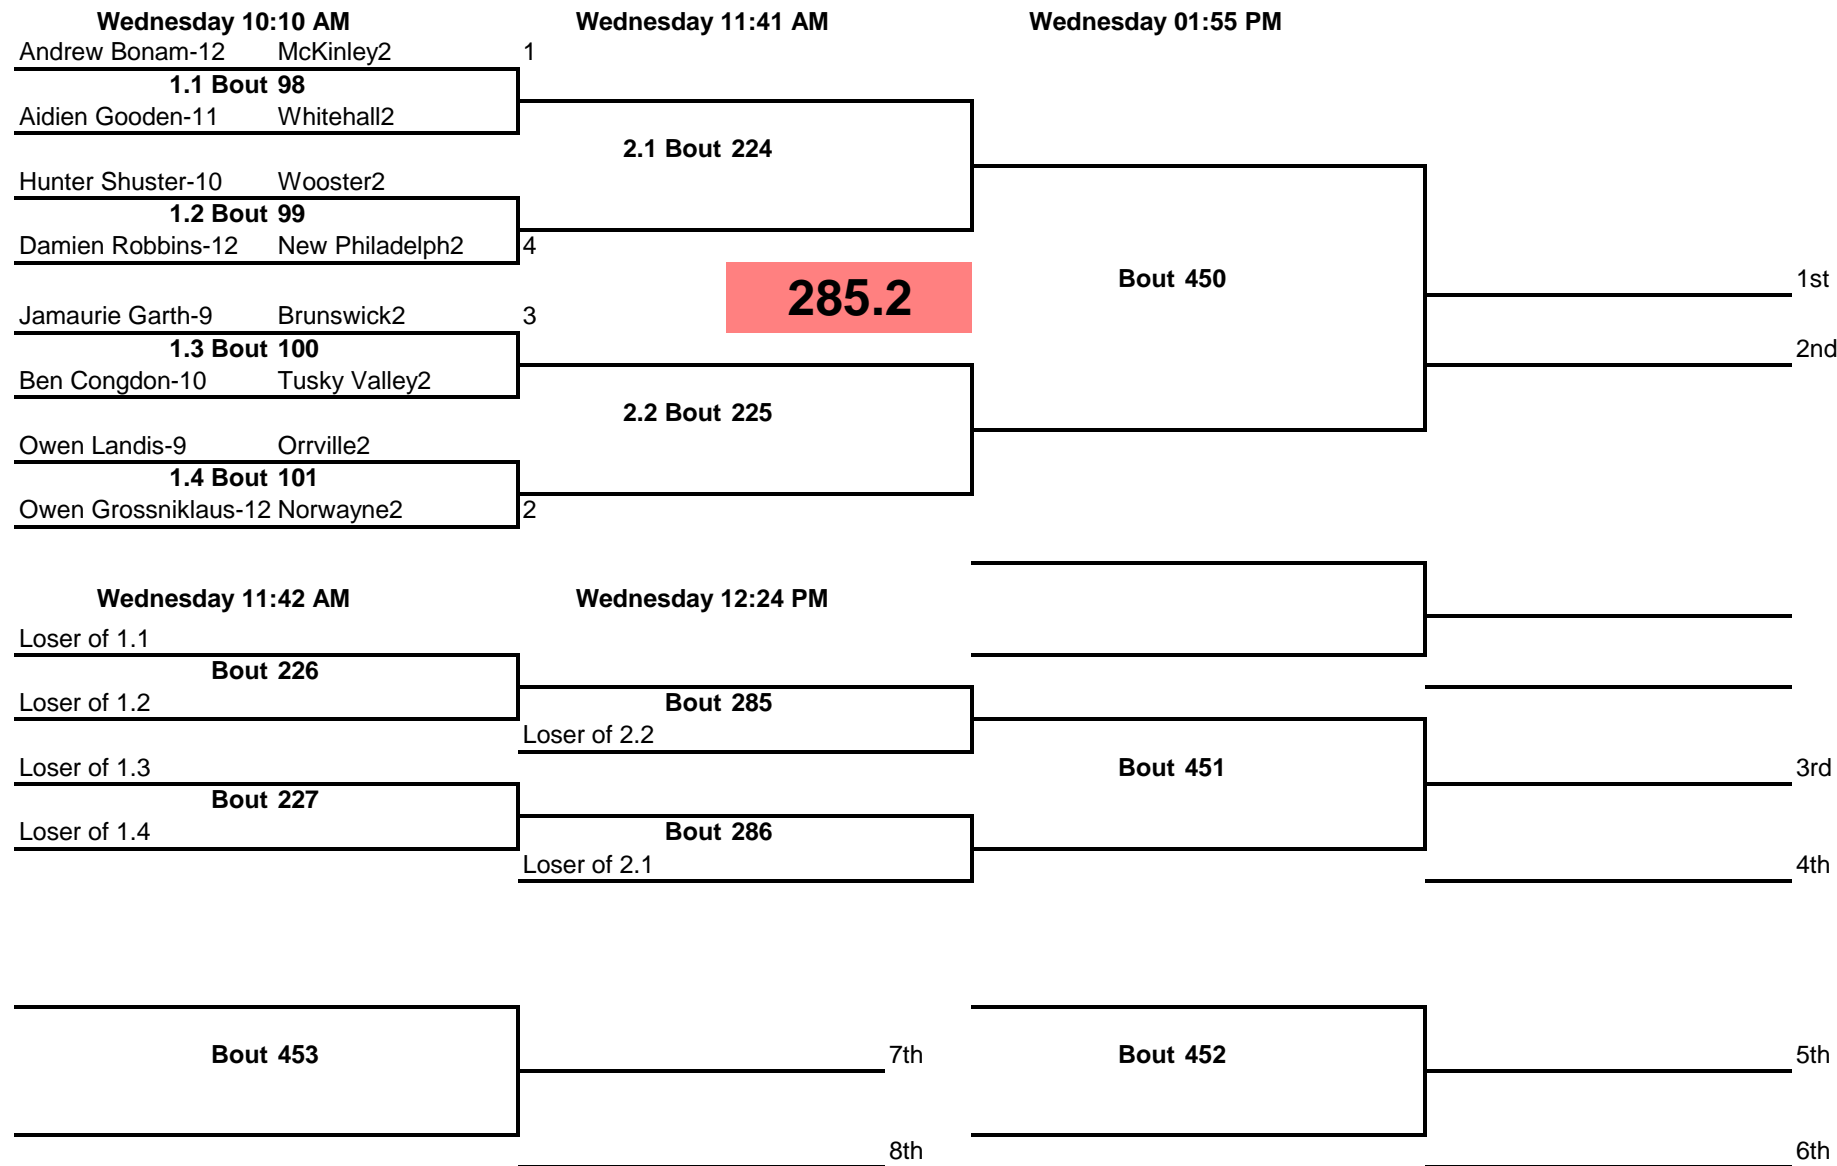 Wednesday 10:10 AM Wednesday 11:41 AM Wednesday 01:55 PM
Andrew Bonam-12 McKinley2 1
1.1 Bout 98
Aidien Gooden-11 Whitehall2
2.1 Bout 224
Hunter Shuster-10 Wooster2
1.2 Bout 99
Damien Robbins-12 New Philadelph2 4
285.2 Bout 450 1st
Jamaurie Garth-9 Brunswick2 3
1.3 Bout 100 2nd
Ben Congdon-10 Tusky Valley2
2.2 Bout 225
Owen Landis-9 Orrville2
1.4 Bout 101
Owen Grossniklaus-12 Norwayne2 2
Wednesday 11:42 AM Wednesday 12:24 PM
Loser of 1.1
Bout 226
Loser of 1.2 Bout 285
Loser of 2.2
Loser of 1.3 Bout 451 3rd
Bout 227
Loser of 1.4 Bout 286
Loser of 2.1 4th
Bout 453 7th Bout 452 5th
8th 6th